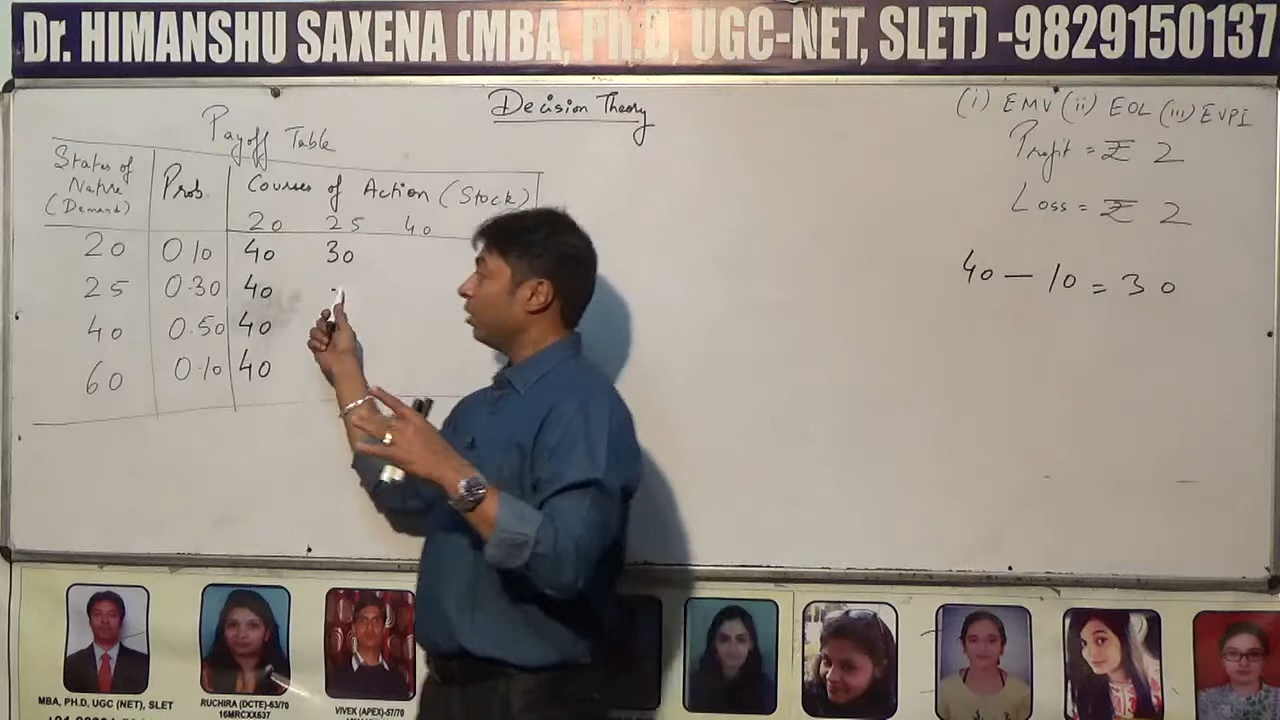 Dr. HIMANSHU SAXENA (MBA, Ph.D, UGC-NET, SLET) -9829150137
Decision Theory
(i) EMV (ii) EOL (iii) EVPI
Profit = ₹ 2
Loss = ₹ 2
40 — 10 = 30
Payoff Table
States of Nature (Demand) Prob. Courses of Action (Stock)
20 25 40
20 0.10 40 30
25 0.30 40
40 0.50 40
60 0.10 40
MBA, PH.D, UGC (NET), SLET
RUCHIRA (DCTE)-63/70
16MRCXX637
VIVEK (APEX)-57/70